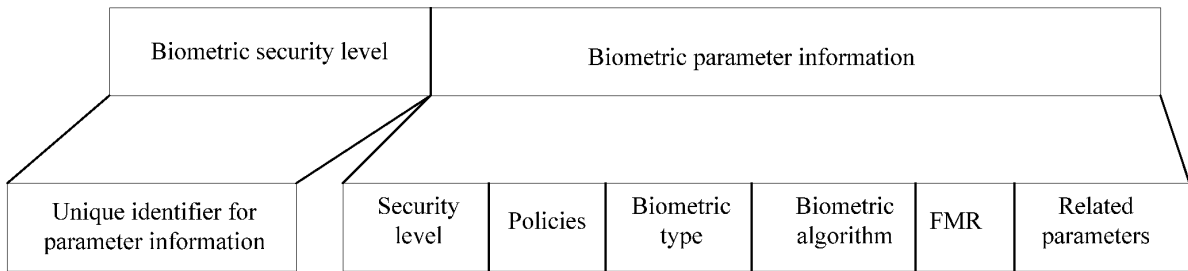 Biometric security level
Biometric parameter information
Unique identifier for
parameter information
Security
level
Policies
Biometric
type
Biometric
algorithm
FMR
Related
parameters